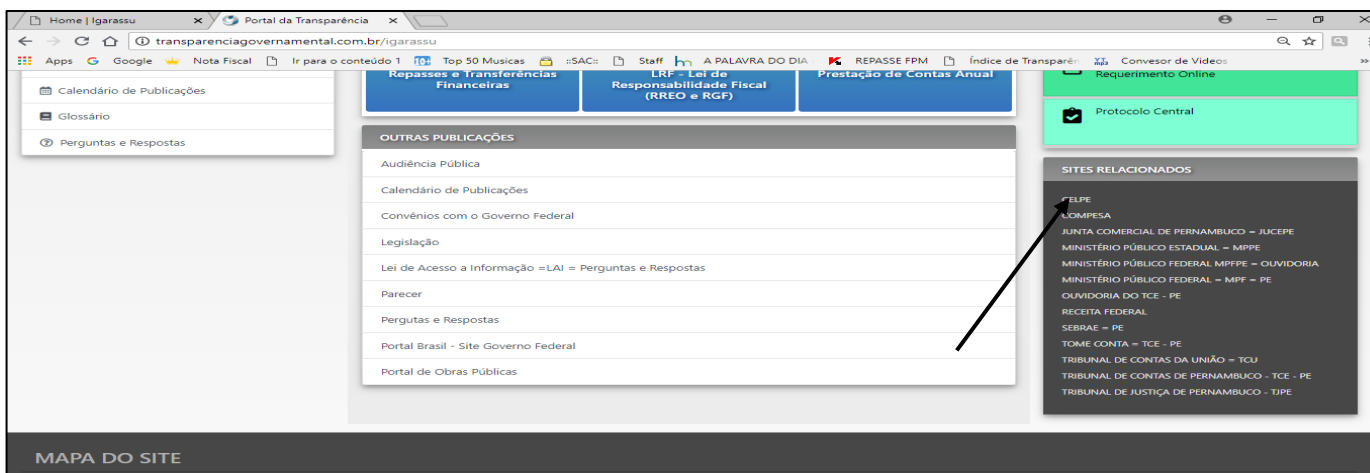 Home | Igarassu
Portal da Transparência
transparenciagovernamental.com.br/igarassu
Apps Google Nota Fiscal Ir para o conteúdo 1 Top 50 Musicas ::SAC:: Staff A PALAVRA DO DIA REPASSE FPM Índice de Transparên Convesor de Videos »
Calendário de Publicações
Glossário
Perguntas e Respostas
Repasses e Transferências
Financeiras
LRF - Lei de
Responsabilidade Fiscal
(RREO e RGF)
Prestação de Contas Anual
OUTRAS PUBLICAÇÕES
Audiência Pública
Calendário de Publicações
Convênios com o Governo Federal
Legislação
Lei de Acesso a Informação =LAI = Perguntas e Respostas
Parecer
Pergutas e Respostas
Portal Brasil - Site Governo Federal
Portal de Obras Públicas
Requerimento Online
Protocolo Central
SITES RELACIONADOS
CELPE
COMPESA
JUNTA COMERCIAL DE PERNAMBUCO = JUCEPE
MINISTÉRIO PÚBLICO ESTADUAL = MPPE
MINISTÉRIO PÚBLICO FEDERAL MPFPE = OUVIDORIA
MINISTÉRIO PÚBLICO FEDERAL = MPF = PE
OUVIDORIA DO TCE - PE
RECEITA FEDERAL
SEBRAE = PE
TOME CONTA = TCE - PE
TRIBUNAL DE CONTAS DA UNIÃO = TCU
TRIBUNAL DE CONTAS DE PERNAMBUCO - TCE - PE
TRIBUNAL DE JUSTIÇA DE PERNAMBUCO - TJPE
MAPA DO SITE